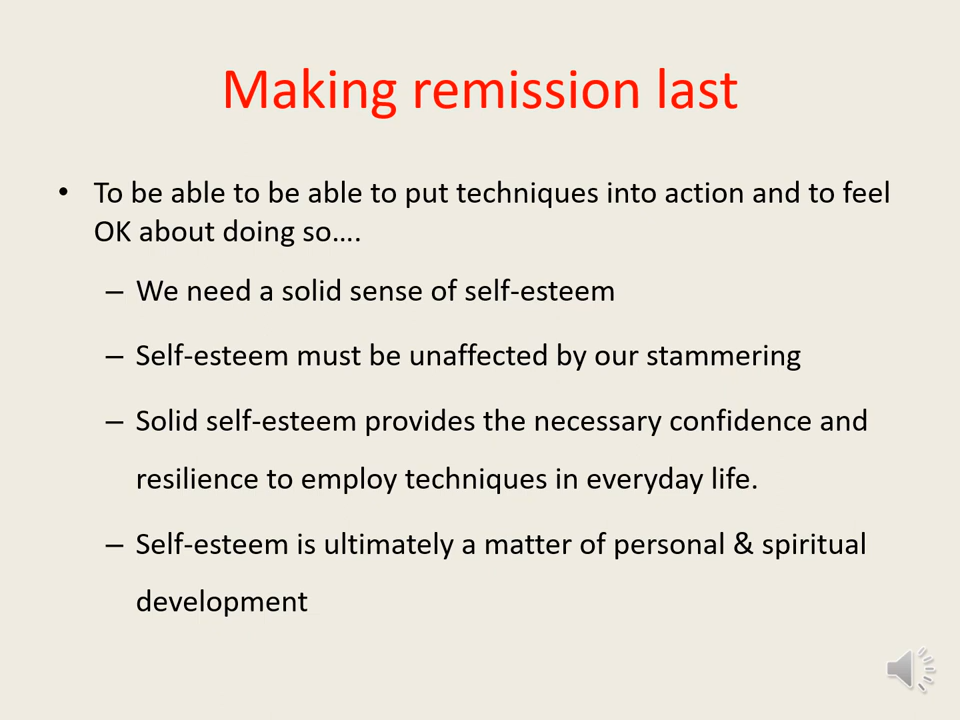 Making remission last
• To be able to be able to put techniques into action and to feel
OK about doing so….
– We need a solid sense of self-esteem
– Self-esteem must be unaffected by our stammering
– Solid self-esteem provides the necessary confidence and
resilience to employ techniques in everyday life.
– Self-esteem is ultimately a matter of personal & spiritual
development